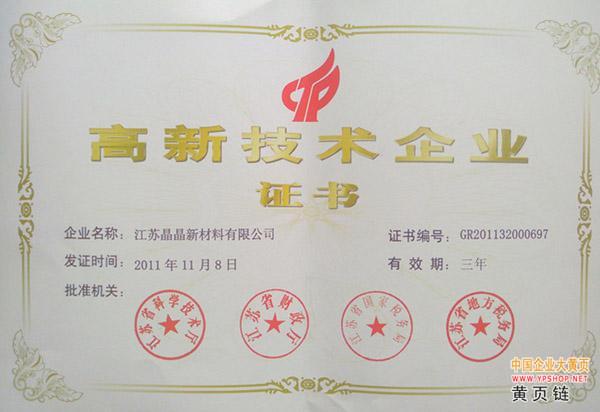 CTP
高新技术企业
证书
企业名称：江苏晶晶新材料有限公司 证书编号：GR201132000697
发证时间：2011年11月8日 有效期：三年
批准机关：
江苏省科学技术厅
江苏省财政厅
江苏省国家税务局
江苏省地方税务局
中国企业大黄页
WWW.YPSHOP.NET
黄页链